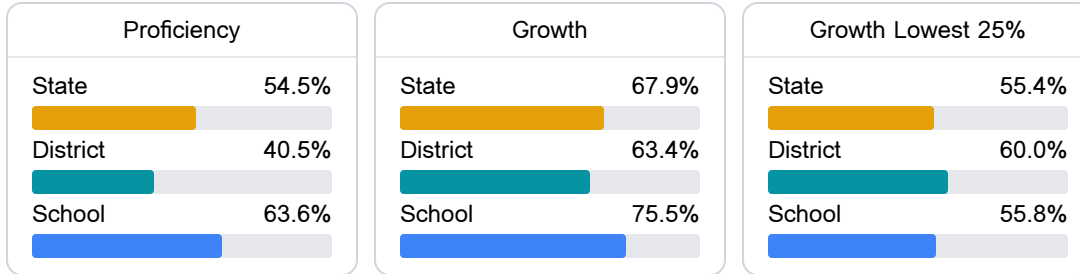 Proficiency
State 54.5%
District 40.5%
School 63.6%
Growth
State 67.9%
District 63.4%
School 75.5%
Growth Lowest 25%
State 55.4%
District 60.0%
School 55.8%